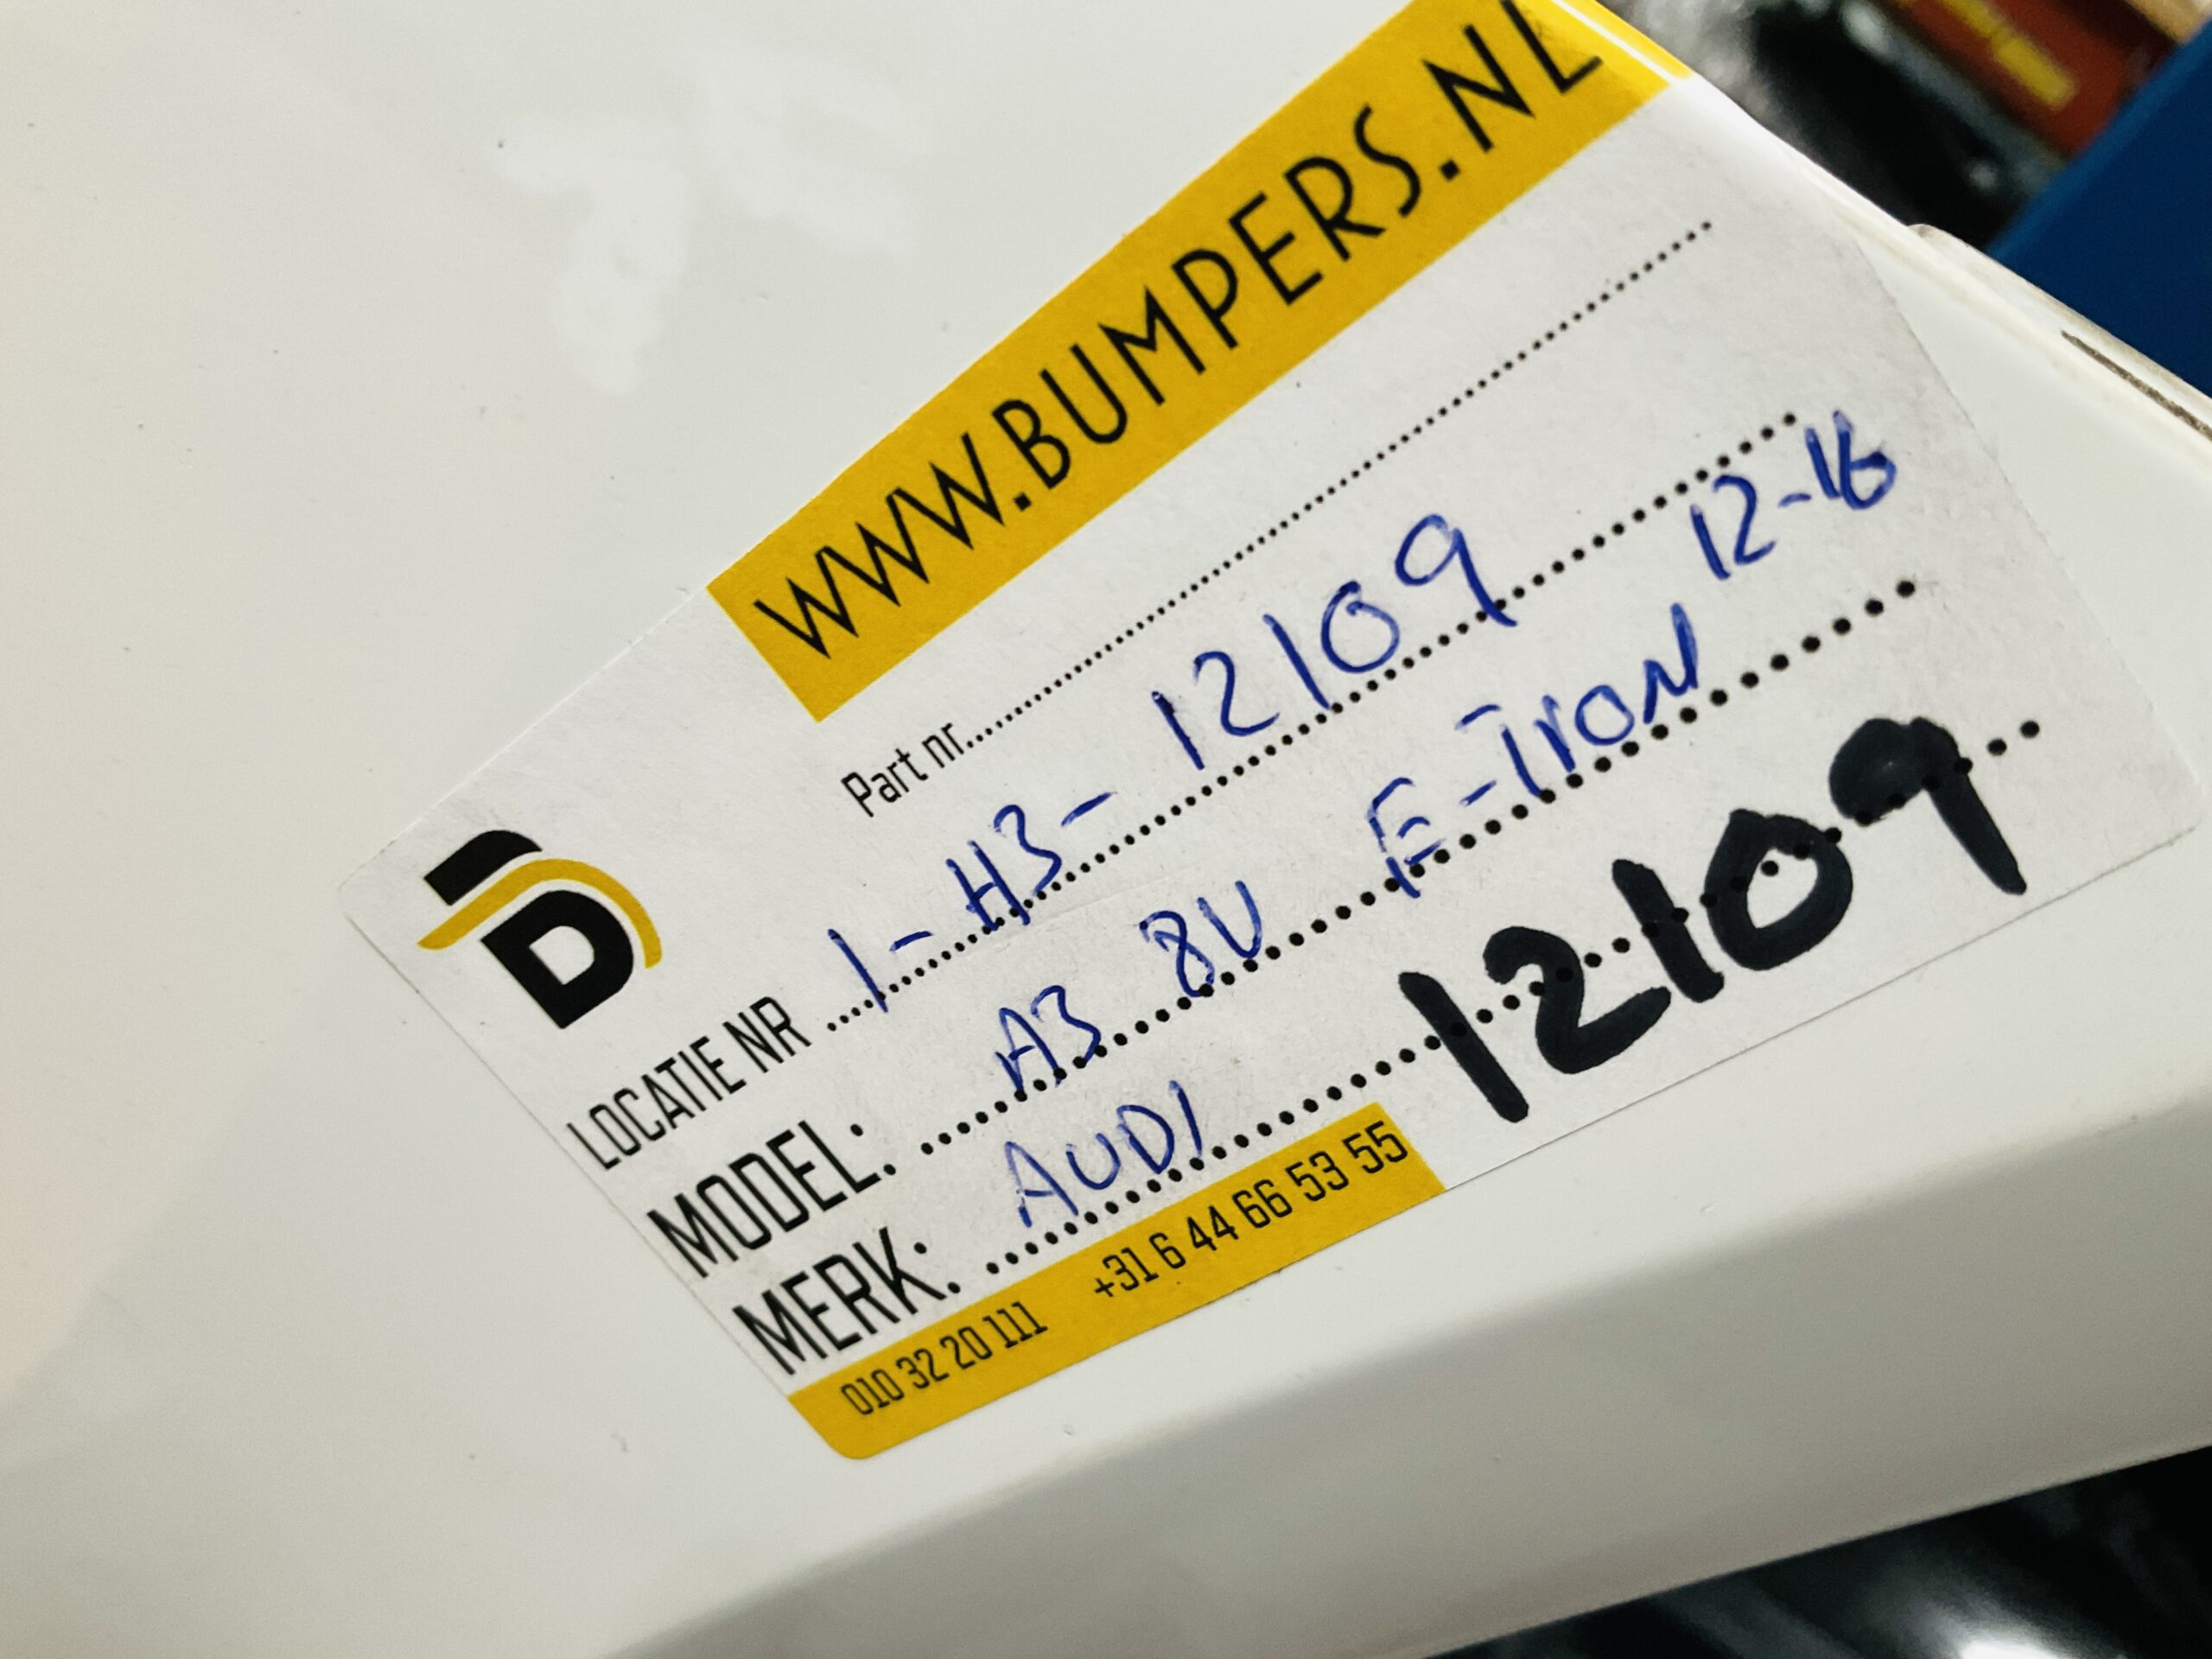 WWW.BUMPERS.NL
Part nr.
LOCATIE NR 1-H3-12109
MODEL: A3 8V E-Tron 12-16
MERK: AUDI 12109
010 32 20 111 +31 6 44 66 53 55